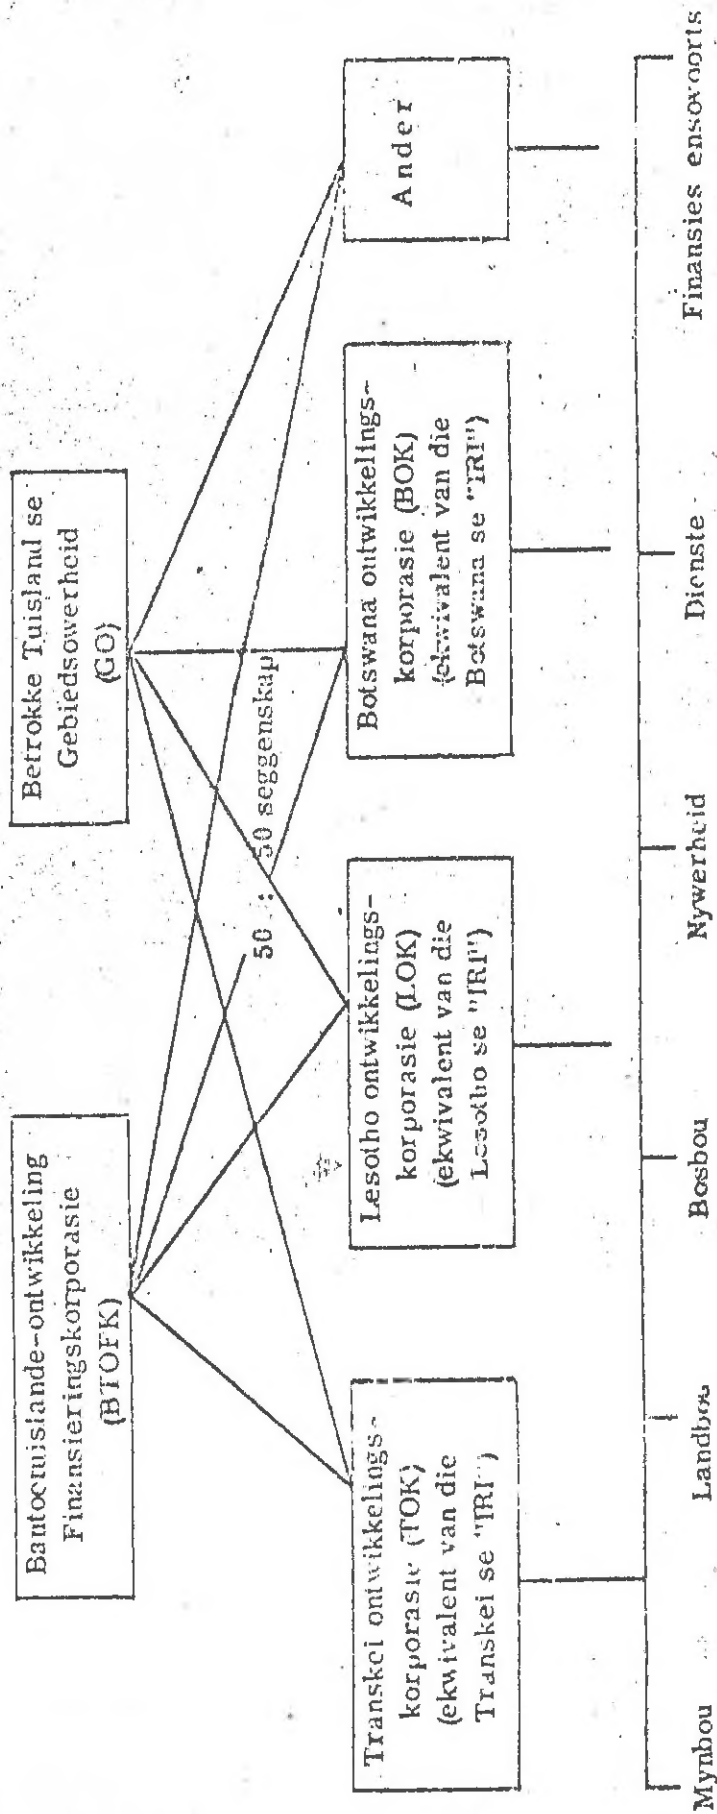 Bantoetuislande-ontwikkeling
Finansieringskorporasie
(BTOFK)
Betrokke Tuisland se
Gebiedsowerheid
(GO)
50 : 50 seggenskap
Transkei ontwikkelings-
korporasie (TOK)
(ekwivalent van die
Transkei se "IRI")
Lesotho ontwikkelings-
korporasie (LOK)
(ekwivalent van die
Lesotho se "IRI")
Botswana ontwikkelings-
korporasie (BOK)
(ekwivalent van die
Botswana se "IRI")
Ander
Mynbou
Landbou
Bosbou
Nywerheid
Dienste
Finansies ensovoorts